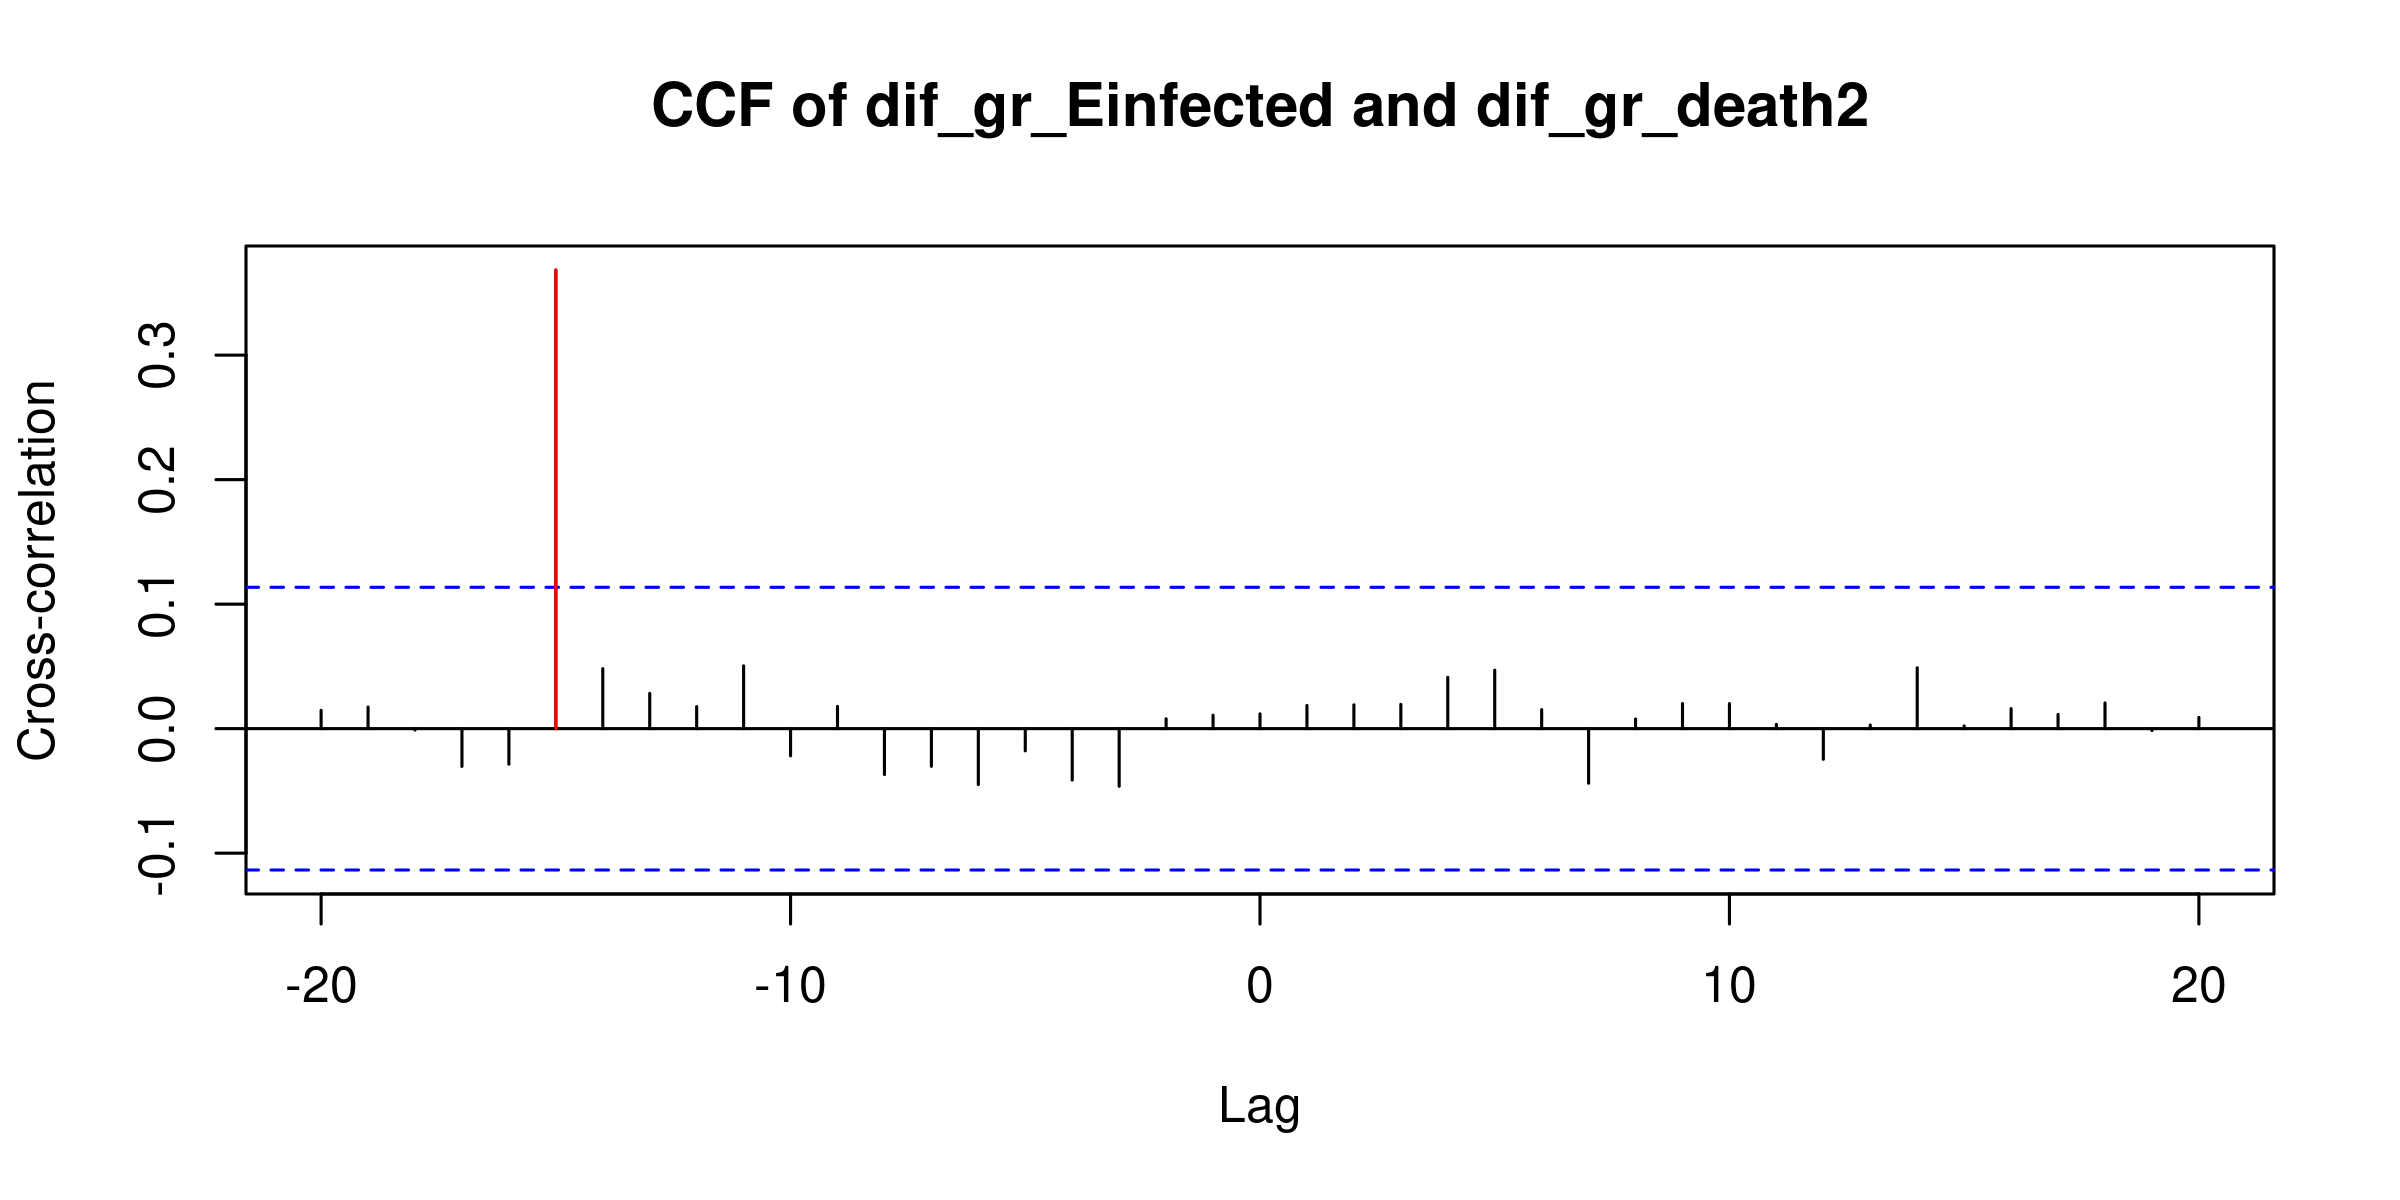 CCF of dif_gr_Einfected and dif_gr_death2
Cross-correlation
0.3
0.2
0.1
0.0
-0.1
-20 -10 0 10 20
Lag